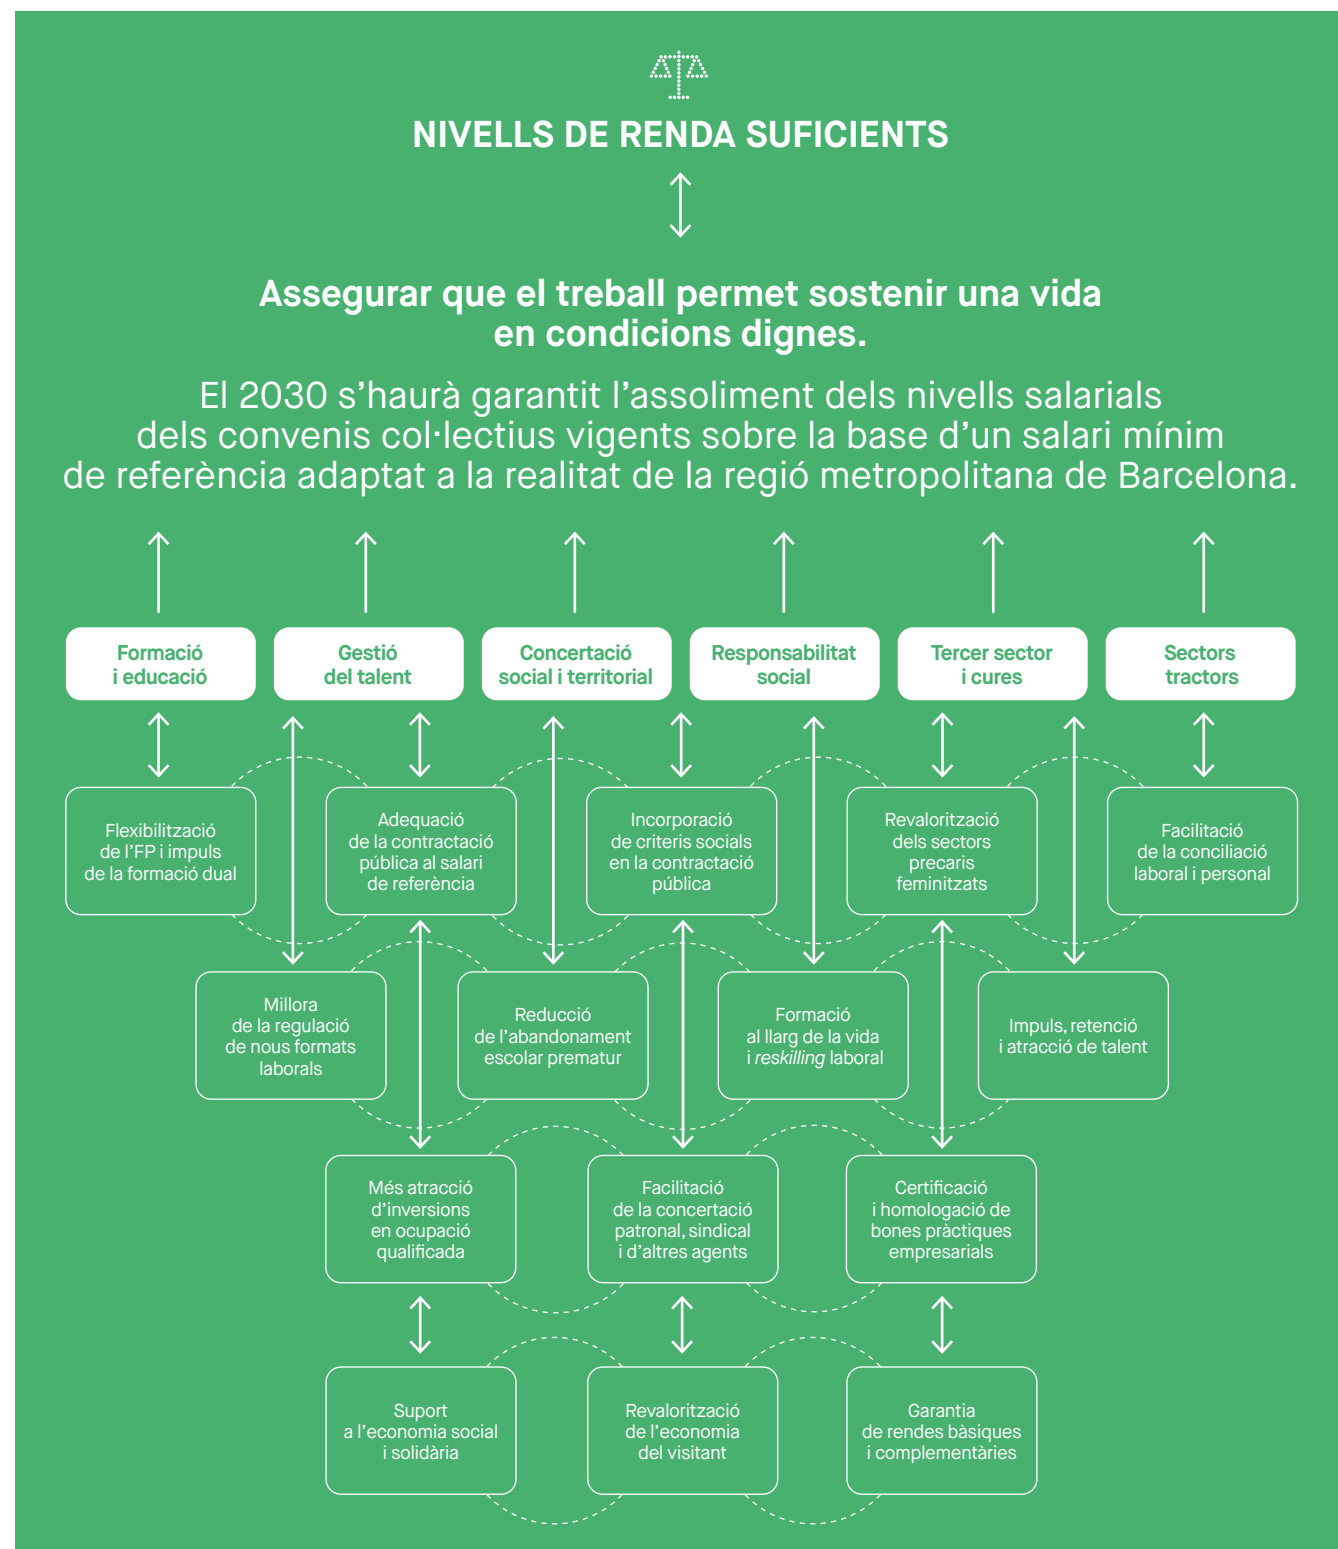 NIVELLS DE RENDA SUFICIENTS
Assegurar que el treball permet sostenir una vida
en condicions dignes.
El 2030 s’haurà garantit l’assoliment dels nivells salarials
dels convenis col·lectius vigents sobre la base d’un salari mínim
de referència adaptat a la realitat de la regió metropolitana de Barcelona.
Formació
i educació
Gestió
del talent
Concertació
social i territorial
Responsabilitat
social
Tercer sector
i cures
Sectors
tractors
Flexibilització
de l’FP i impuls
de la formació dual
Adequació
de la contractació
pública al salari
de referència
Incorporació
de criteris socials
en la contractació
pública
Revalorització
dels sectors
precaris
feminitzats
Facilitació
de la conciliació
laboral i personal
Millora
de la regulació
de nous formats
laborals
Reducció
de l’abandonament
escolar prematur
Formació
al llarg de la vida
i reskilling laboral
Impuls, retenció
i atracció de talent
Més atracció
d’inversions
en ocupació
qualificada
Facilitació
de la concertació
patronal, sindical
i d’altres agents
Certificació
i homologació de
bones pràctiques
empresarials
Suport
a l’economia social
i solidària
Revalorització
de l’economia
del visitant
Garantia
de rendes bàsiques
i complementàries